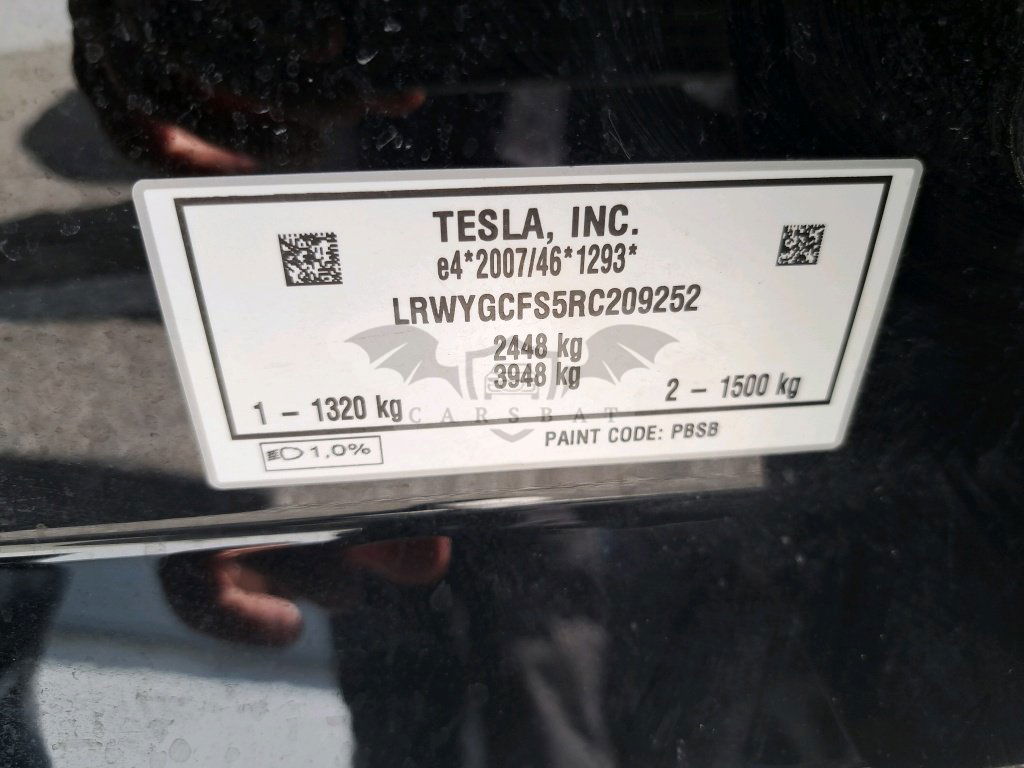 TESLA, INC.
e4*2007/46*1293*
LRWYGCFS5RC209252
2448 kg
3948 kg
1 – 1320 kg
2 – 1500 kg
CARSBAT
1,0%
PAINT CODE: PBSB